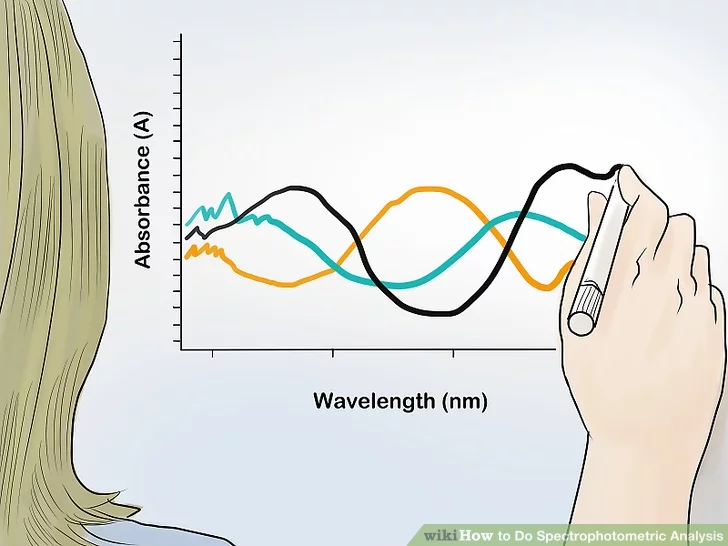 Absorbance (A)
Wavelength (nm)
wikiHow to Do Spectrophotometric Analysis